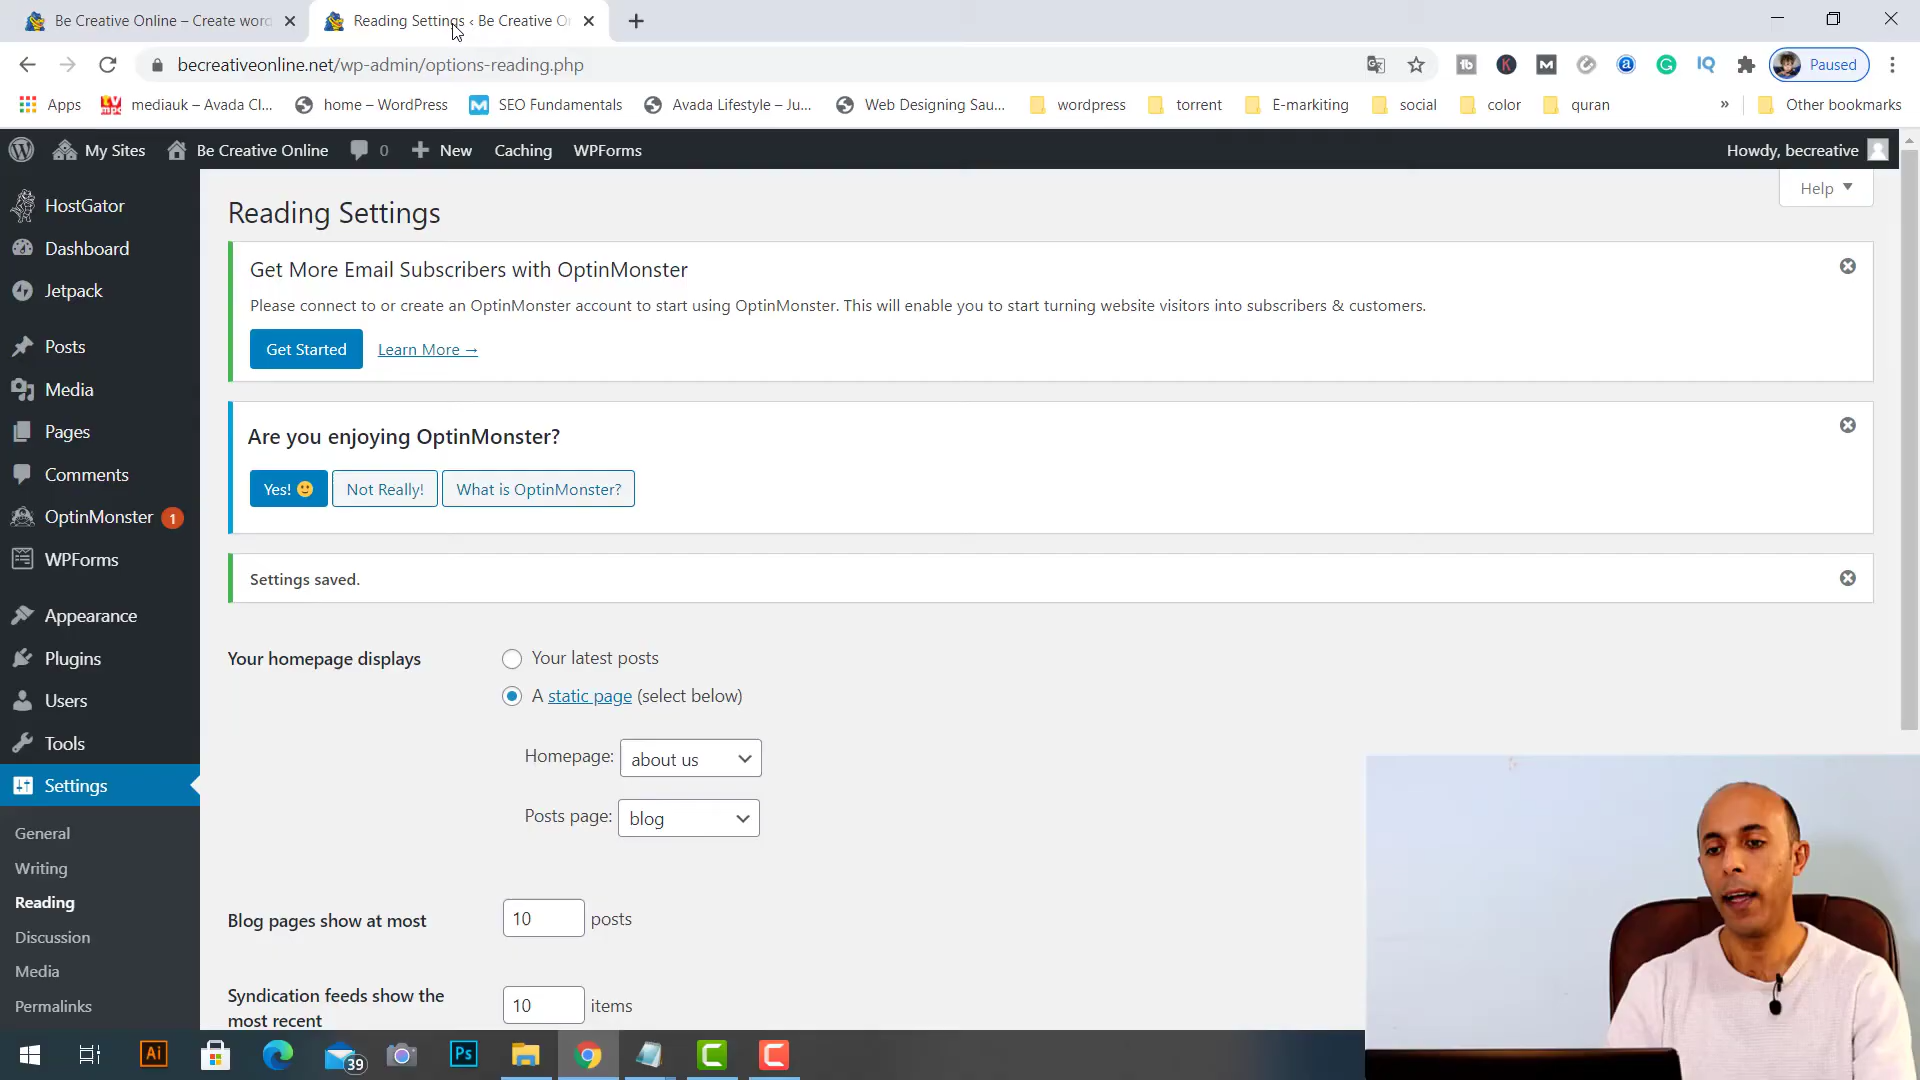 Be Creative Online – Create word
Reading Settings ‹ Be Creative O
becreativeonline.net/wp-admin/options-reading.php
Paused
Apps
mediauk – Avada Cl...
home – WordPress
SEO Fundamentals
Avada Lifestyle – Ju...
Web Designing Sau...
wordpress
torrent
E-markiting
social
color
quran
»
Other bookmarks
My Sites
Be Creative Online
0
New
Caching
WPForms
Howdy, becreative
Help
HostGator
Dashboard
Jetpack
Posts
Media
Pages
Comments
OptinMonster 1
WPForms
Appearance
Plugins
Users
Tools
Settings
General
Writing
Reading
Discussion
Media
Permalinks
Reading Settings
Get More Email Subscribers with OptinMonster
Please connect to or create an OptinMonster account to start using OptinMonster. This will enable you to start turning website visitors into subscribers & customers.
Get Started
Learn More →
Are you enjoying OptinMonster?
Yes! 🙂
Not Really!
What is OptinMonster?
Settings saved.
Your homepage displays
Your latest posts
A static page (select below)
Homepage: about us
Posts page: blog
Blog pages show at most
10 posts
Syndication feeds show the
most recent
10 items
Ai
39
Ps